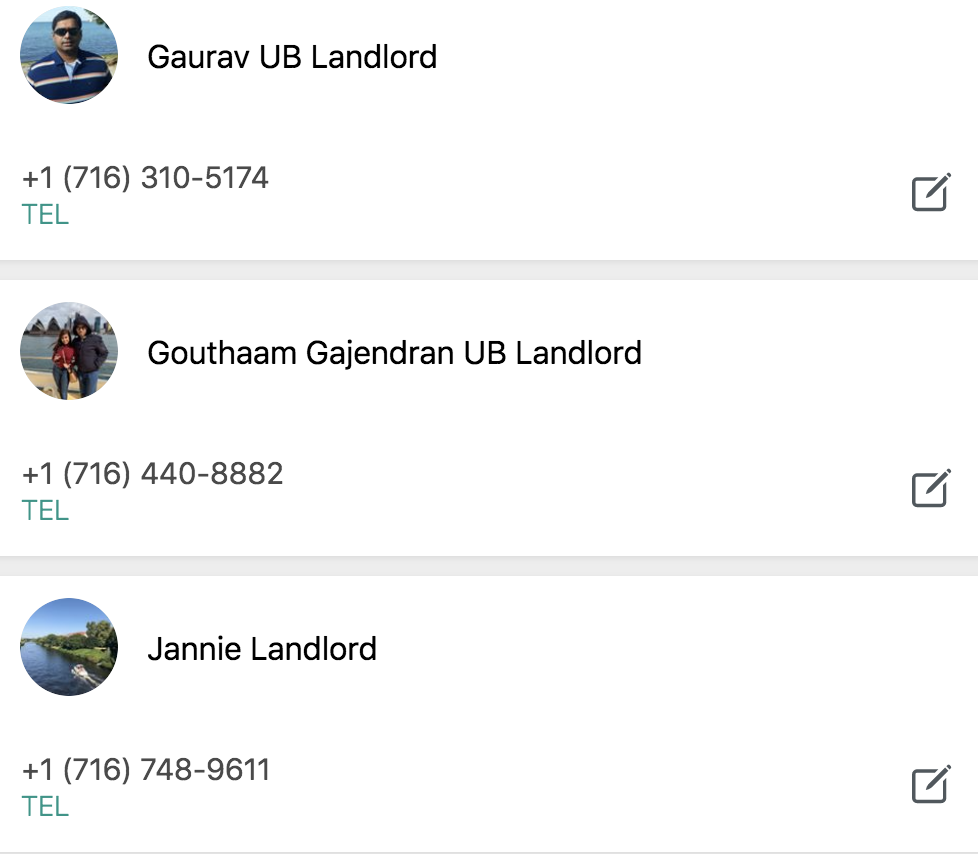 Gaurav UB Landlord
+1 (716) 310-5174
TEL
Gouthaam Gajendran UB Landlord
+1 (716) 440-8882
TEL
Jannie Landlord
+1 (716) 748-9611
TEL